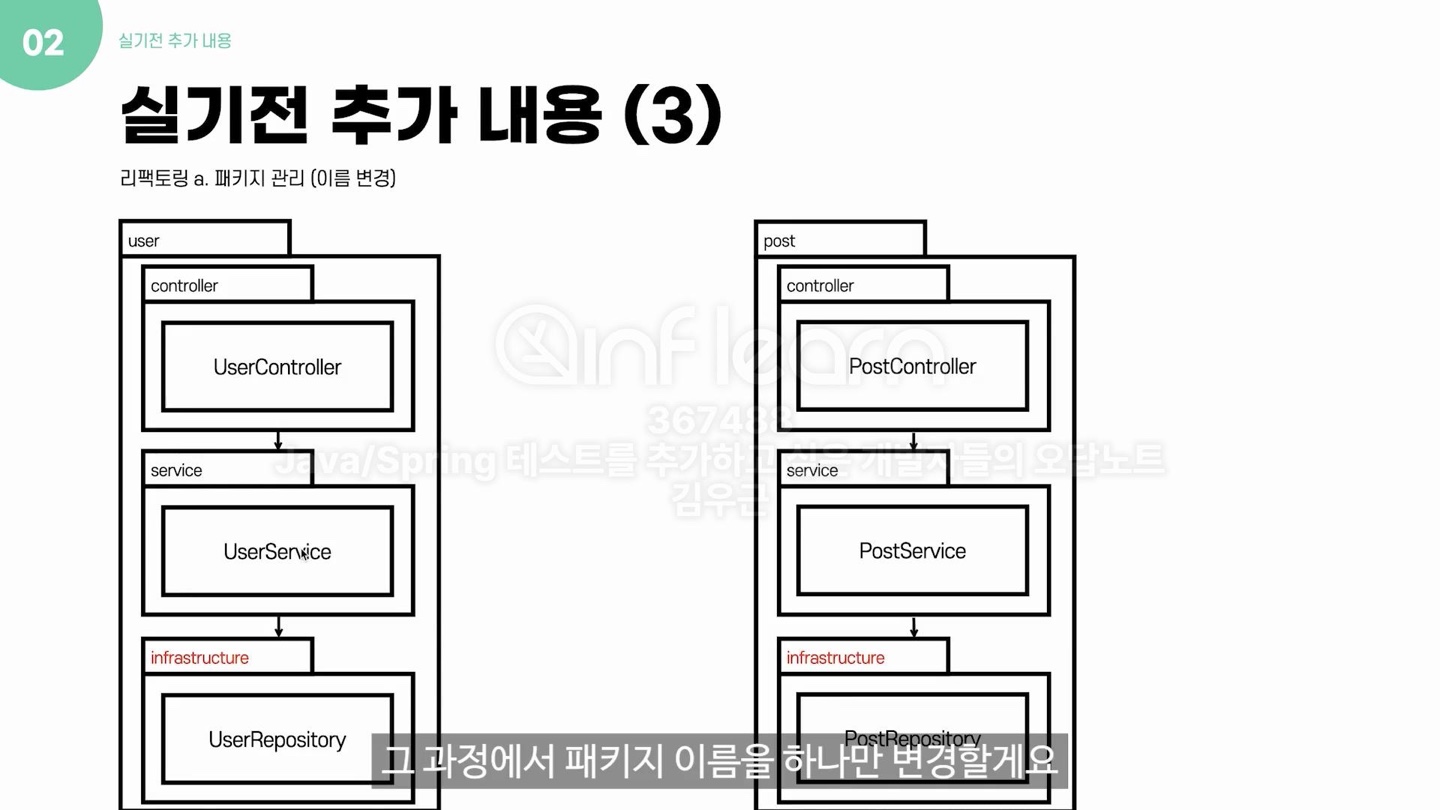 02
실기전 추가 내용
실기전 추가 내용 (3)
리팩토링 a. 패키지 관리 (이름 변경)
user
controller
UserController
service
UserService
infrastructure
UserRepository
post
controller
PostController
service
PostService
infrastructure
PostRepository
inflearn
367488
Java/Spring 테스트를 추가하고 싶은 개발자들의 오답노트
김우근
그 과정에서 패키지 이름을 하나만 변경할게요